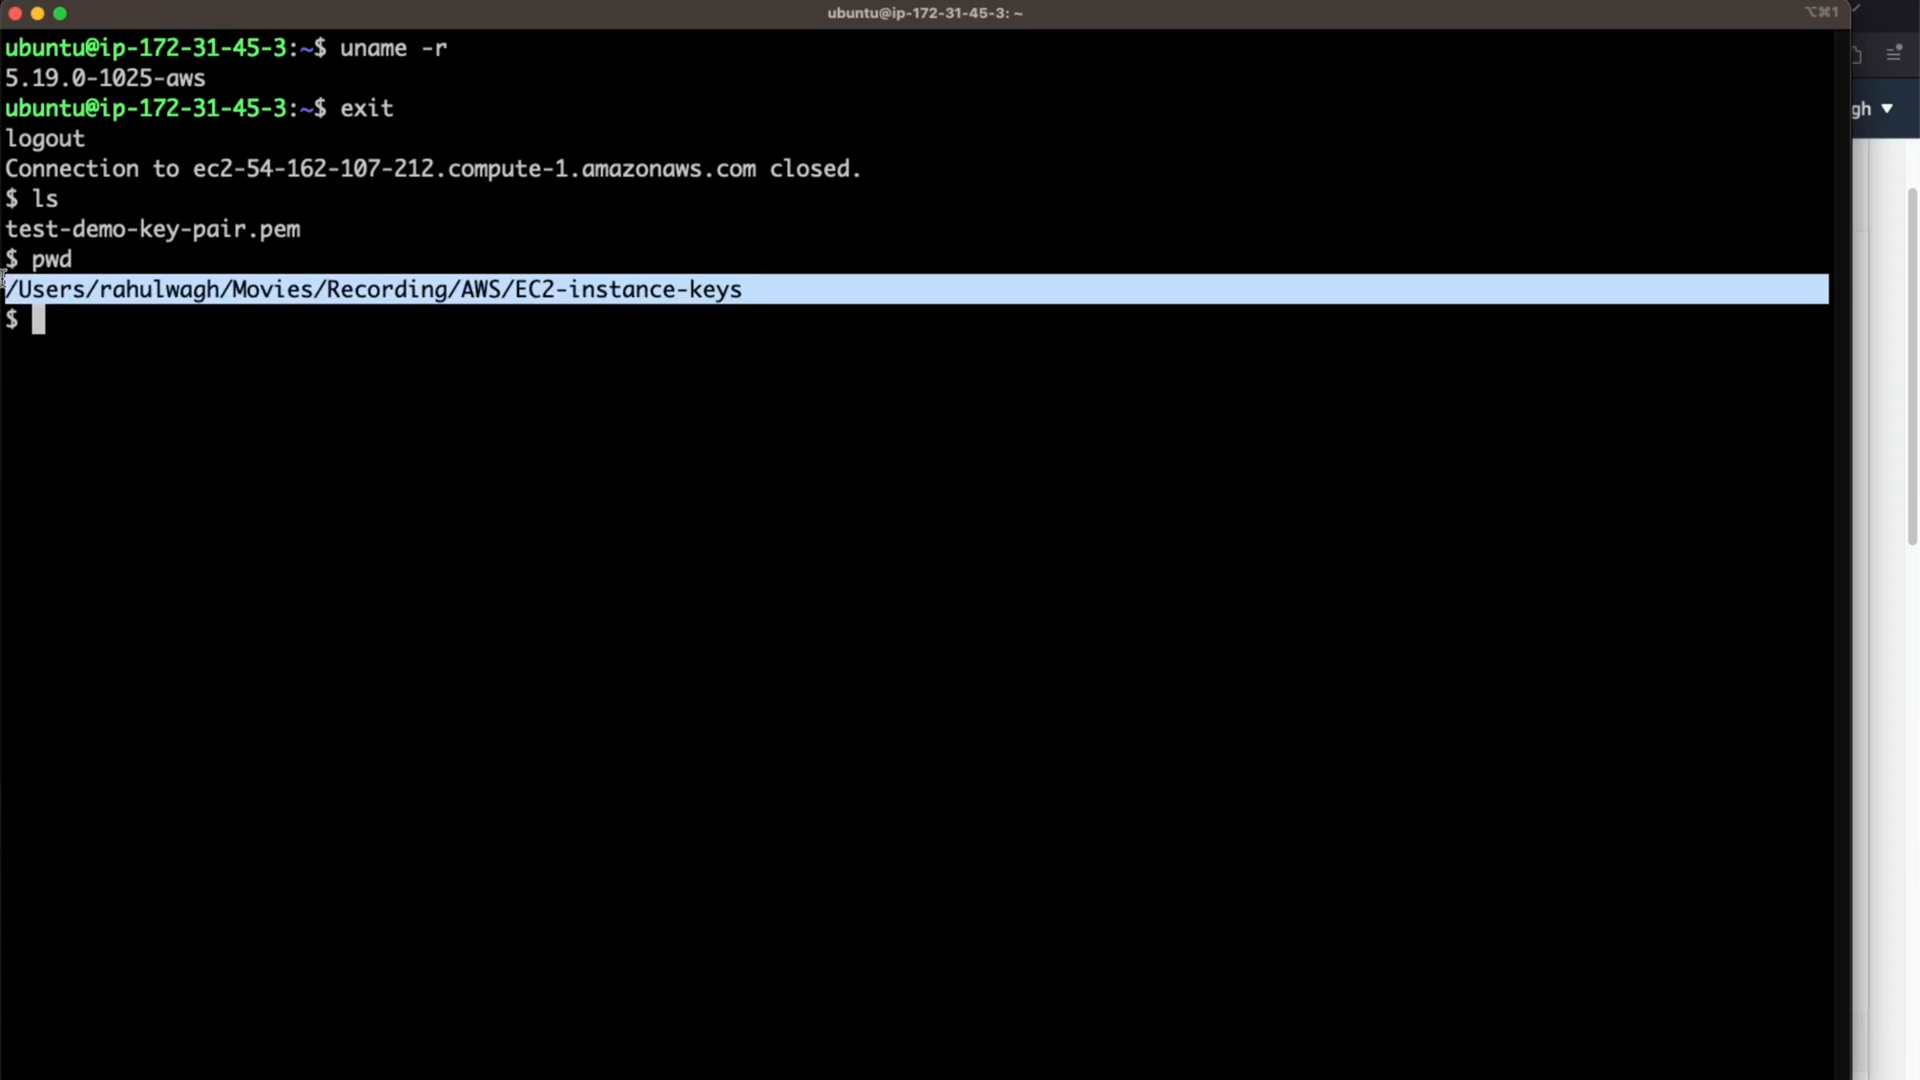 ubuntu@ip-172-31-45-3: ~
⌥⌘1
ubuntu@ip-172-31-45-3:~$ uname -r
5.19.0-1025-aws
ubuntu@ip-172-31-45-3:~$ exit
logout
Connection to ec2-54-162-107-212.compute-1.amazonaws.com closed.
$ ls
test-demo-key-pair.pem
$ pwd
/Users/rahulwagh/Movies/Recording/AWS/EC2-instance-keys
$
gh